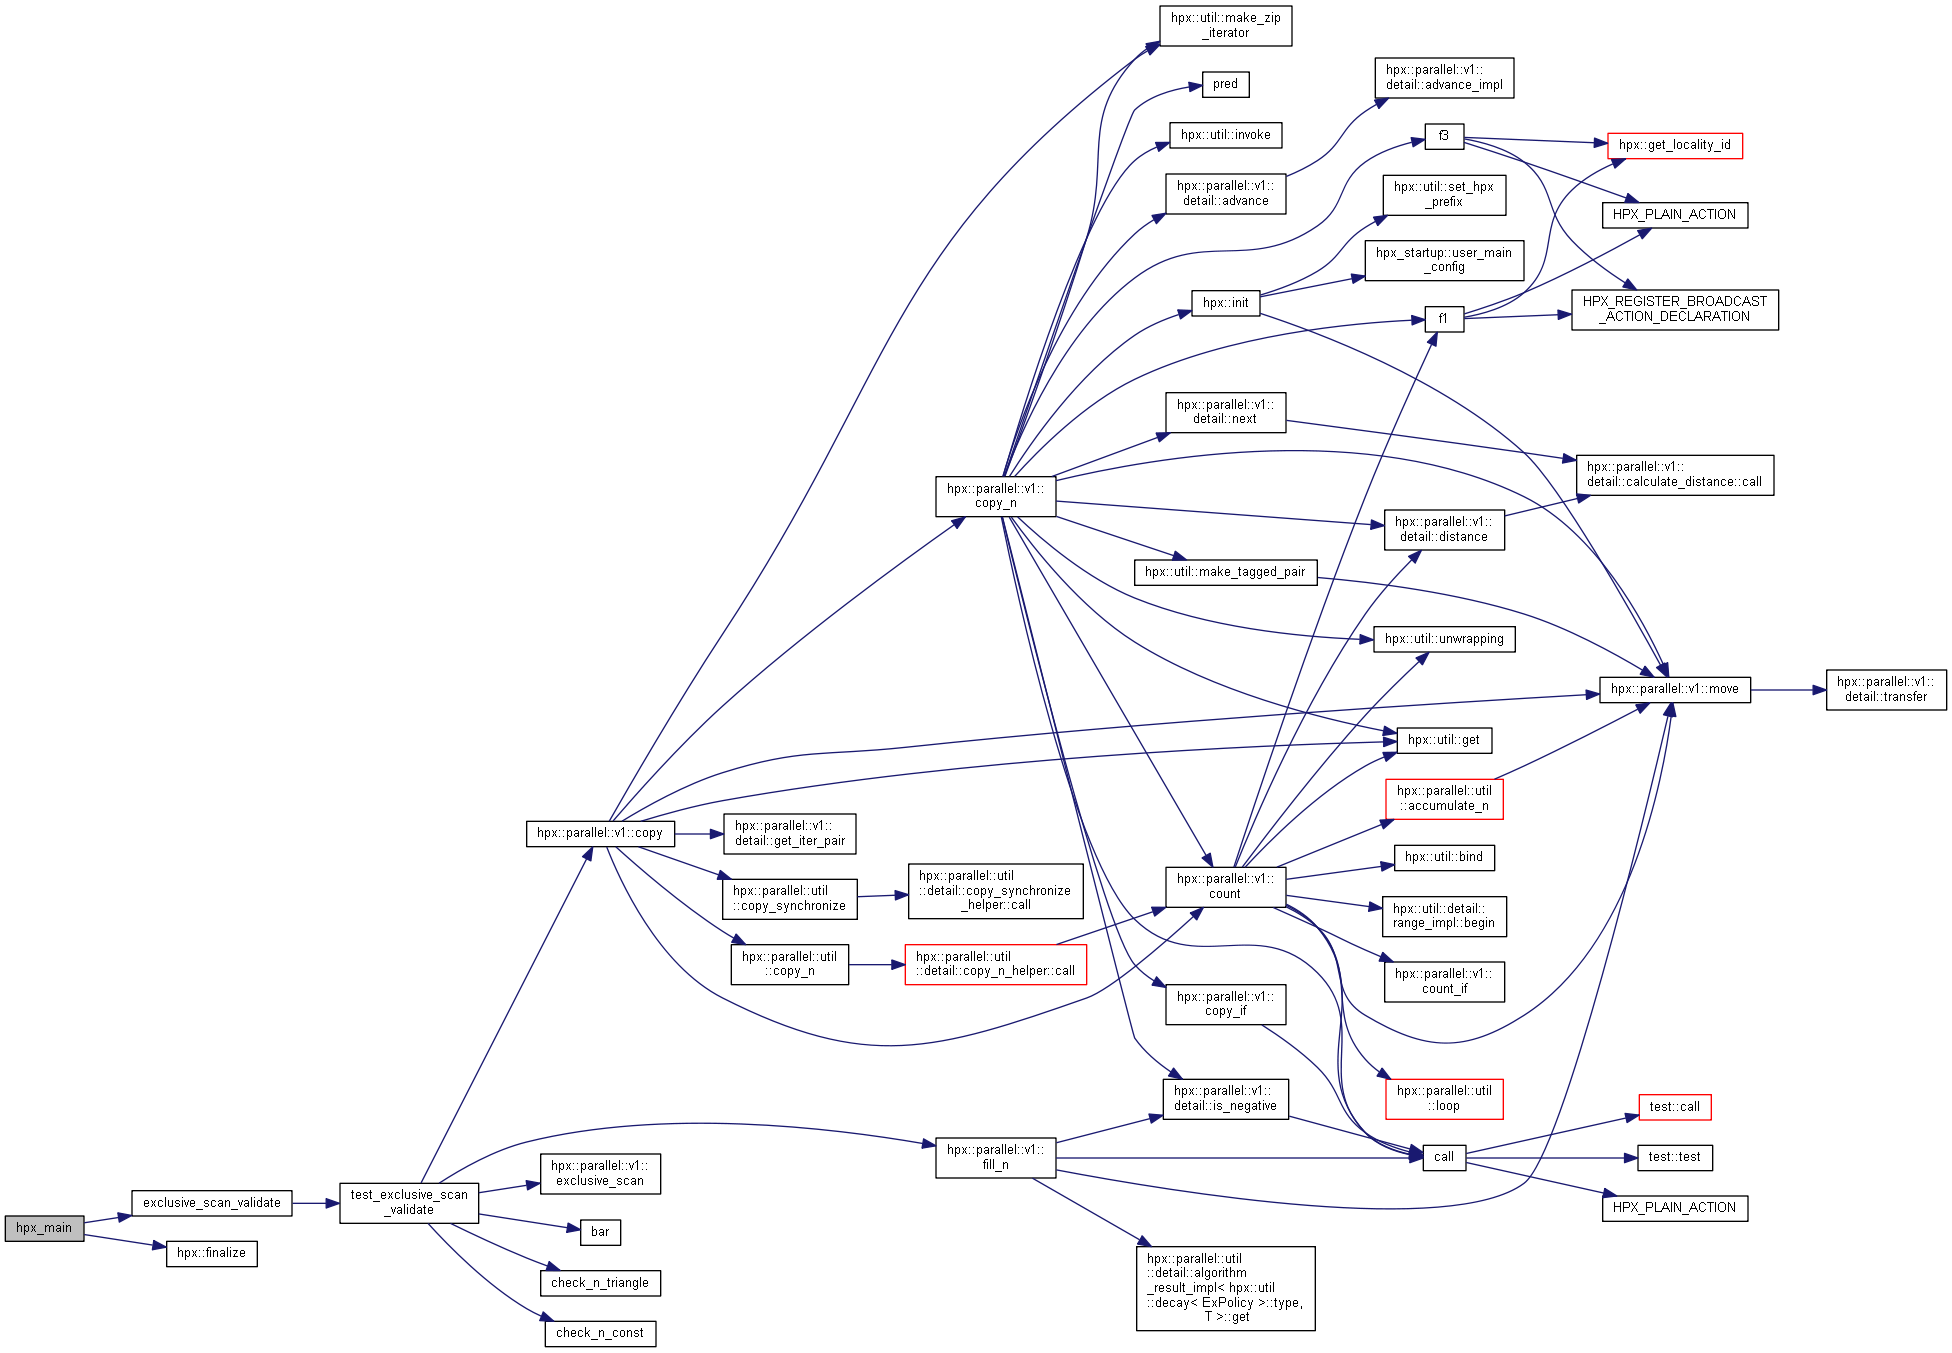 hpx::util::make_zip
_iterator
pred
hpx::parallel::v1::
detail::advance_impl
hpx::util::invoke
f3
hpx::get_locality_id
hpx::parallel::v1::
detail::advance
hpx::util::set_hpx
_prefix
HPX_PLAIN_ACTION
hpx_startup::user_main
_config
hpx::init
f1
HPX_REGISTER_BROADCAST
_ACTION_DECLARATION
hpx::parallel::v1::
detail::next
hpx::parallel::v1::
copy_n
hpx::parallel::v1::
detail::calculate_distance::call
hpx::parallel::v1::
detail::distance
hpx::util::make_tagged_pair
hpx::util::unwrapping
hpx::parallel::v1::move
hpx::parallel::v1::
detail::transfer
hpx::util::get
hpx::parallel::util
::accumulate_n
hpx::parallel::v1::copy
hpx::parallel::v1::
detail::get_iter_pair
hpx::util::bind
hpx::parallel::util
::copy_synchronize
hpx::parallel::util
::detail::copy_synchronize
_helper::call
hpx::parallel::v1::
count
hpx::util::detail::
range_impl::begin
hpx::parallel::util
::copy_n
hpx::parallel::util
::detail::copy_n_helper::call
hpx::parallel::v1::
count_if
hpx::parallel::v1::
copy_if
hpx::parallel::v1::
detail::is_negative
hpx::parallel::util
::loop
test::call
hpx::parallel::v1::
fill_n
call
test::test
hpx::parallel::v1::
exclusive_scan
exclusive_scan_validate
test_exclusive_scan
_validate
HPX_PLAIN_ACTION
hpx_main
bar
hpx::finalize
check_n_triangle
hpx::parallel::util
::detail::algorithm
_result_impl< hpx::util
::decay< ExPolicy >::type,
T >::get
check_n_const